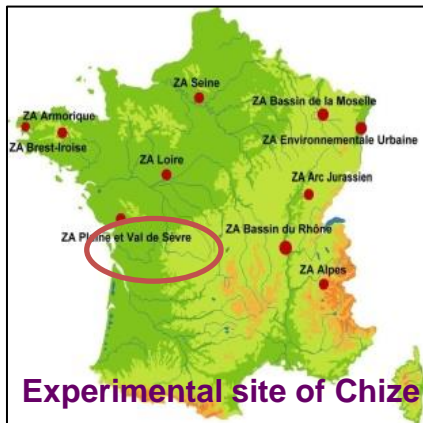 ZA Seine
ZA Armorique
ZA Bassin de la Moselle
ZA Brest-Iroise
ZA Environnementale Urbaine
ZA Loire
ZA Arc Jurassien
ZA Plaine et Val de Sèvre
ZA Bassin du Rhône
ZA Alpes
Experimental site of Chize